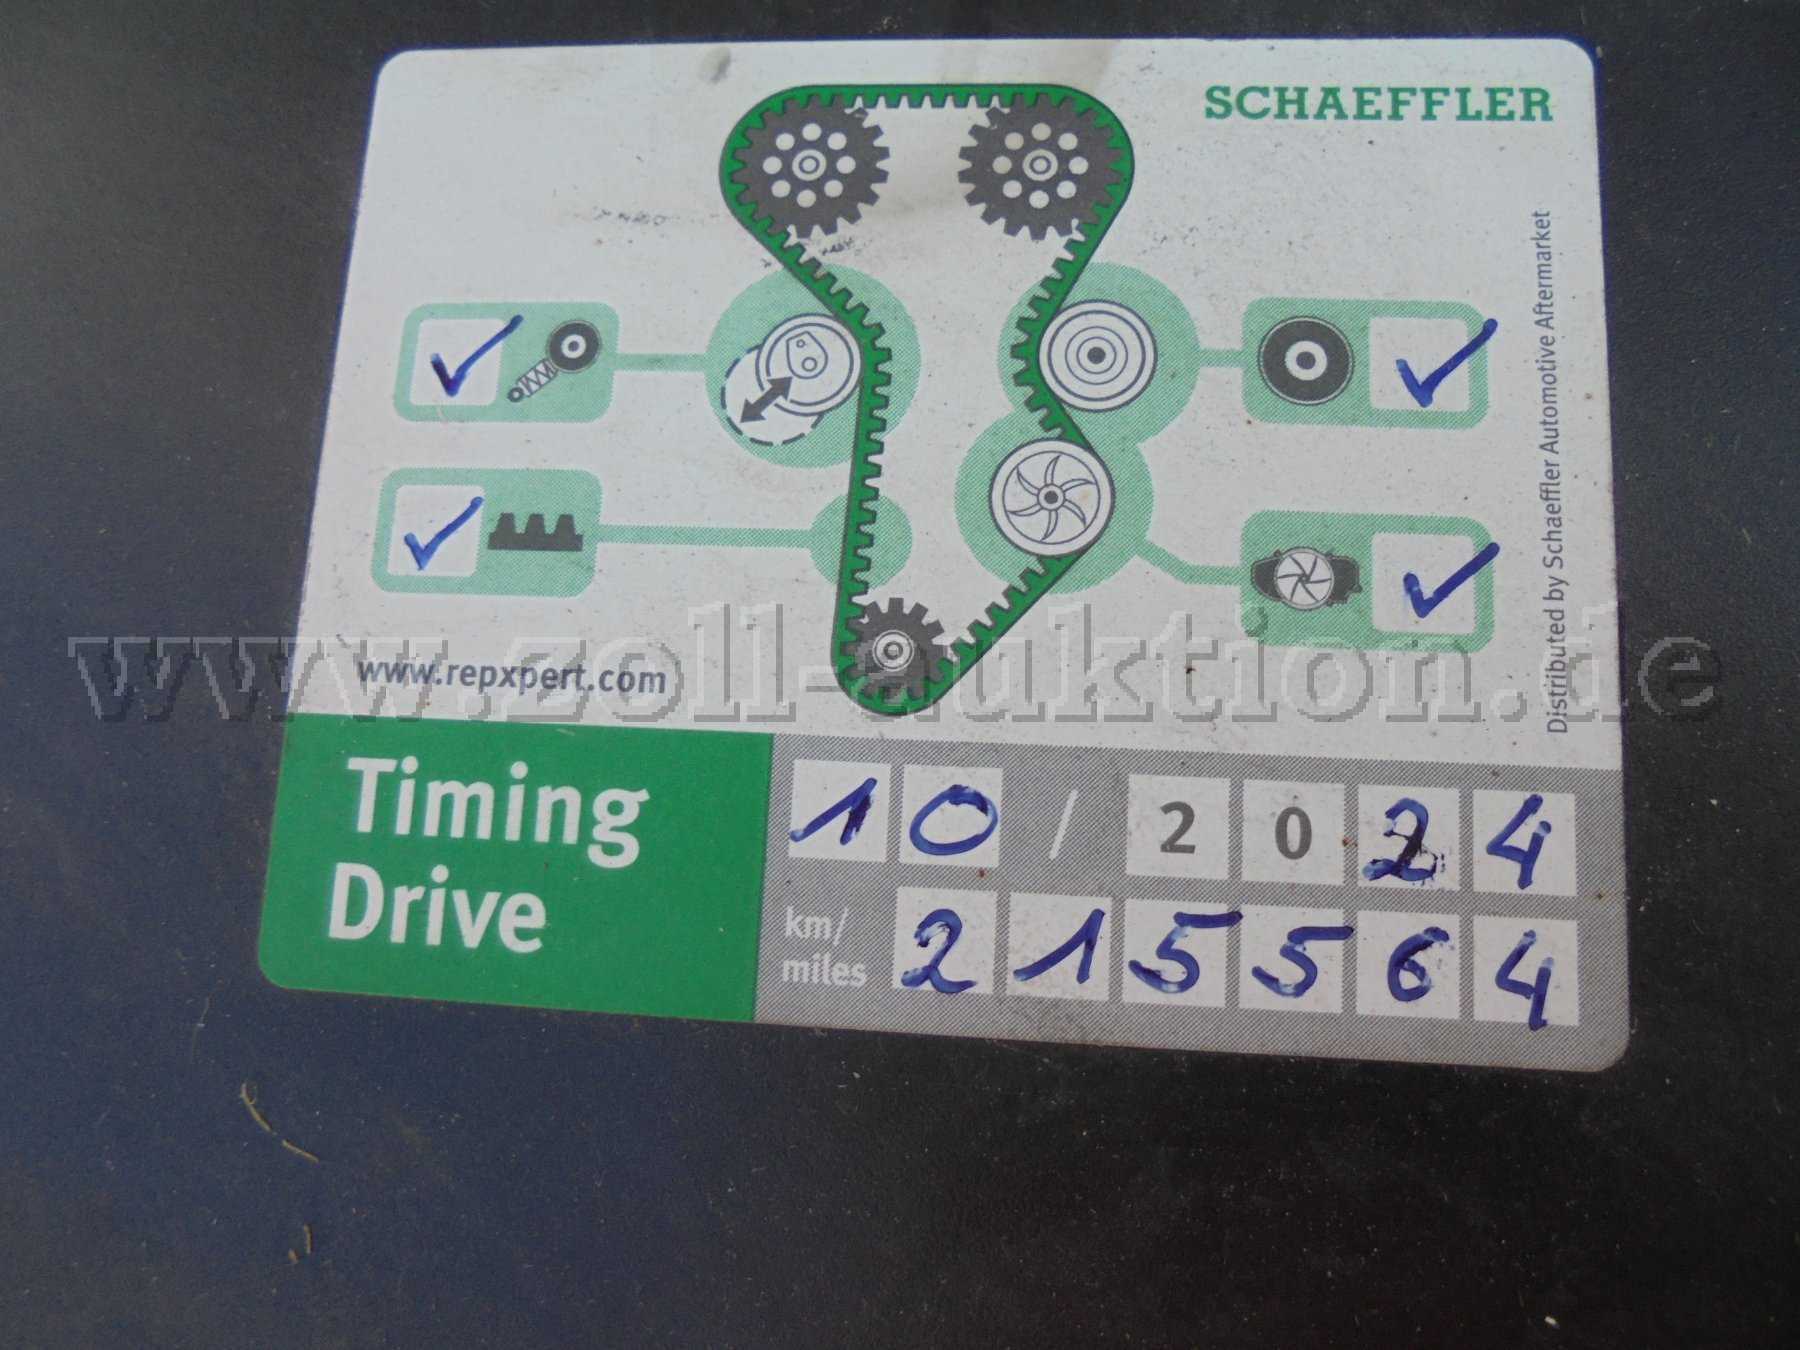 SCHAEFFLER
Distributed by Schaeffler Automotive Aftermarket
www.repxpert.com
www.zoll-auktion.de
Timing
Drive
10 / 2024
km/
miles
215564